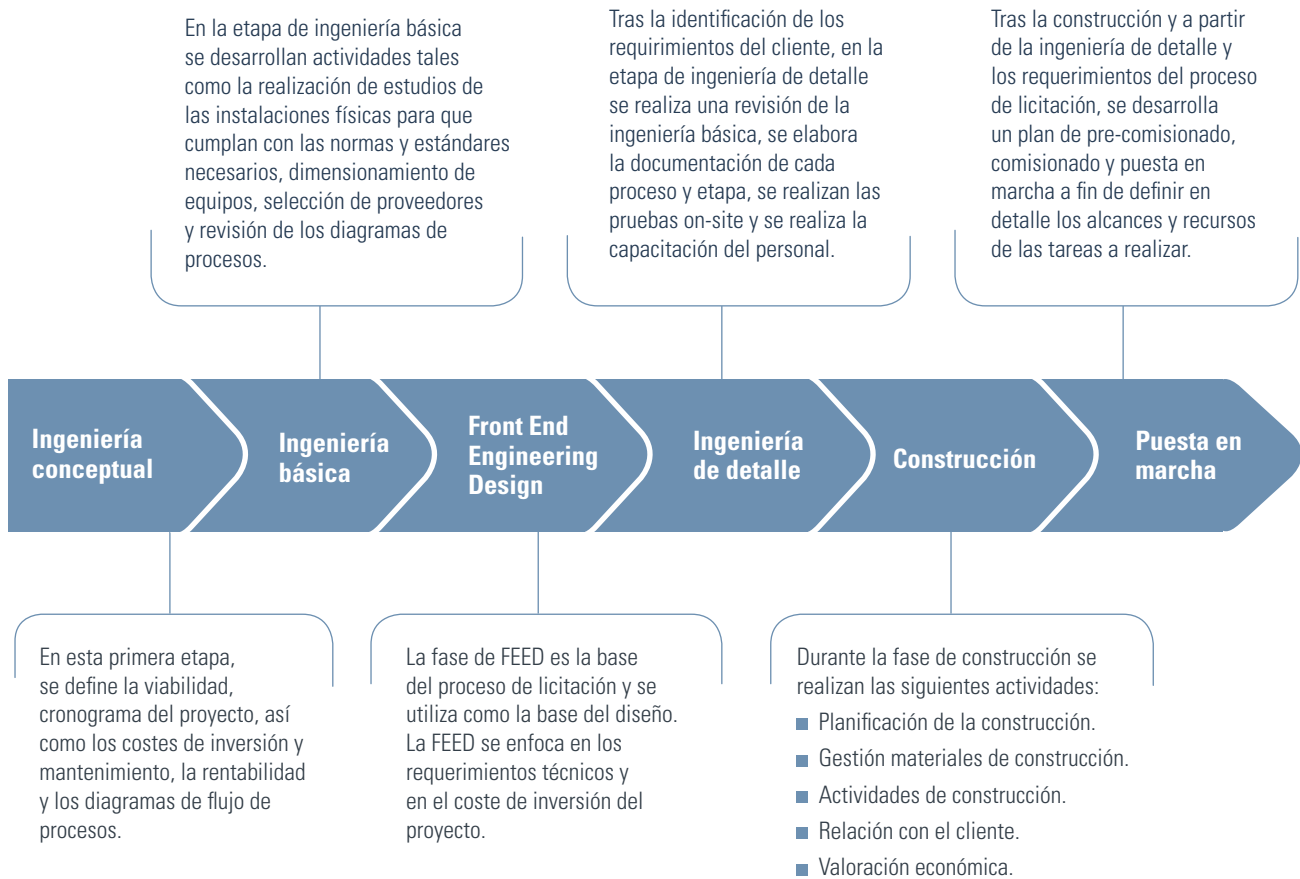 En la etapa de ingeniería básica
se desarrollan actividades tales
como la realización de estudios de
las instalaciones físicas para que
cumplan con las normas y estándares
necesarios, dimensionamiento de
equipos, selección de proveedores
y revisión de los diagramas de
procesos.
Tras la identificación de los
requirimientos del cliente, en la
etapa de ingeniería de detalle
se realiza una revisión de la
ingeniería básica, se elabora
la documentación de cada
proceso y etapa, se realizan las
pruebas on-site y se realiza la
capacitación del personal.
Tras la construcción y a partir
de la ingeniería de detalle y
los requerimientos del proceso
de licitación, se desarrolla
un plan de pre-comisionado,
comisionado y puesta en
marcha a fin de definir en
detalle los alcances y recursos
de las tareas a realizar.
Ingeniería
conceptual
Ingeniería
básica
Front End
Engineering
Design
Ingeniería
de detalle
Construcción
Puesta en
marcha
En esta primera etapa,
se define la viabilidad,
cronograma del proyecto, así
como los costes de inversión y
mantenimiento, la rentabilidad
y los diagramas de flujo de
procesos.
La fase de FEED es la base
del proceso de licitación y se
utiliza como la base del diseño.
La FEED se enfoca en los
requerimientos técnicos y
en el coste de inversión del
proyecto.
Durante la fase de construcción se
realizan las siguientes actividades:
■ Planificación de la construcción.
■ Gestión materiales de construcción.
■ Actividades de construcción.
■ Relación con el cliente.
■ Valoración económica.